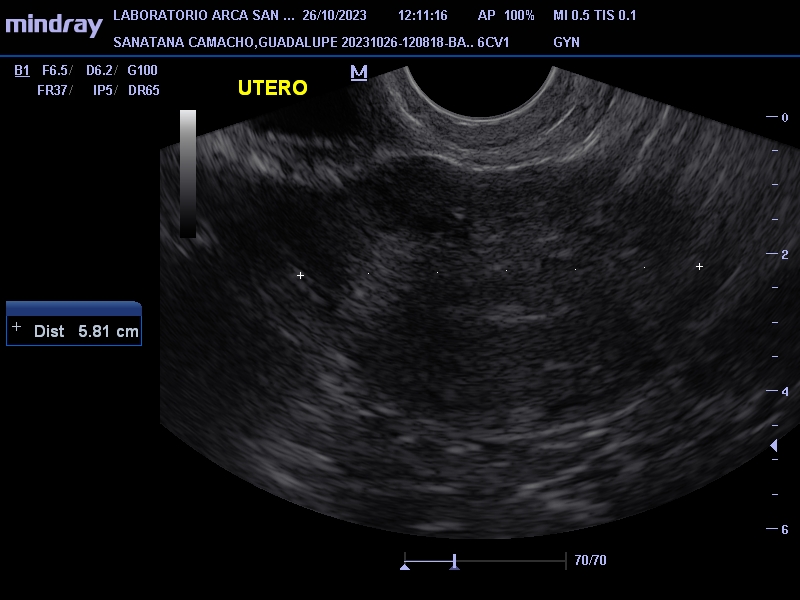 mindray
LABORATORIO ARCA SAN ... 26/10/2023 12:11:16 AP 100% MI 0.5 TIS 0.1
SANATANA CAMACHO,GUADALUPE 20231026-120818-BA.. 6CV1 GYN
B1 F6.5/ D6.2/ G100
FR37/ IP5/ DR65
UTERO
M
0
2
+ Dist 5.81 cm
4
6
70/70